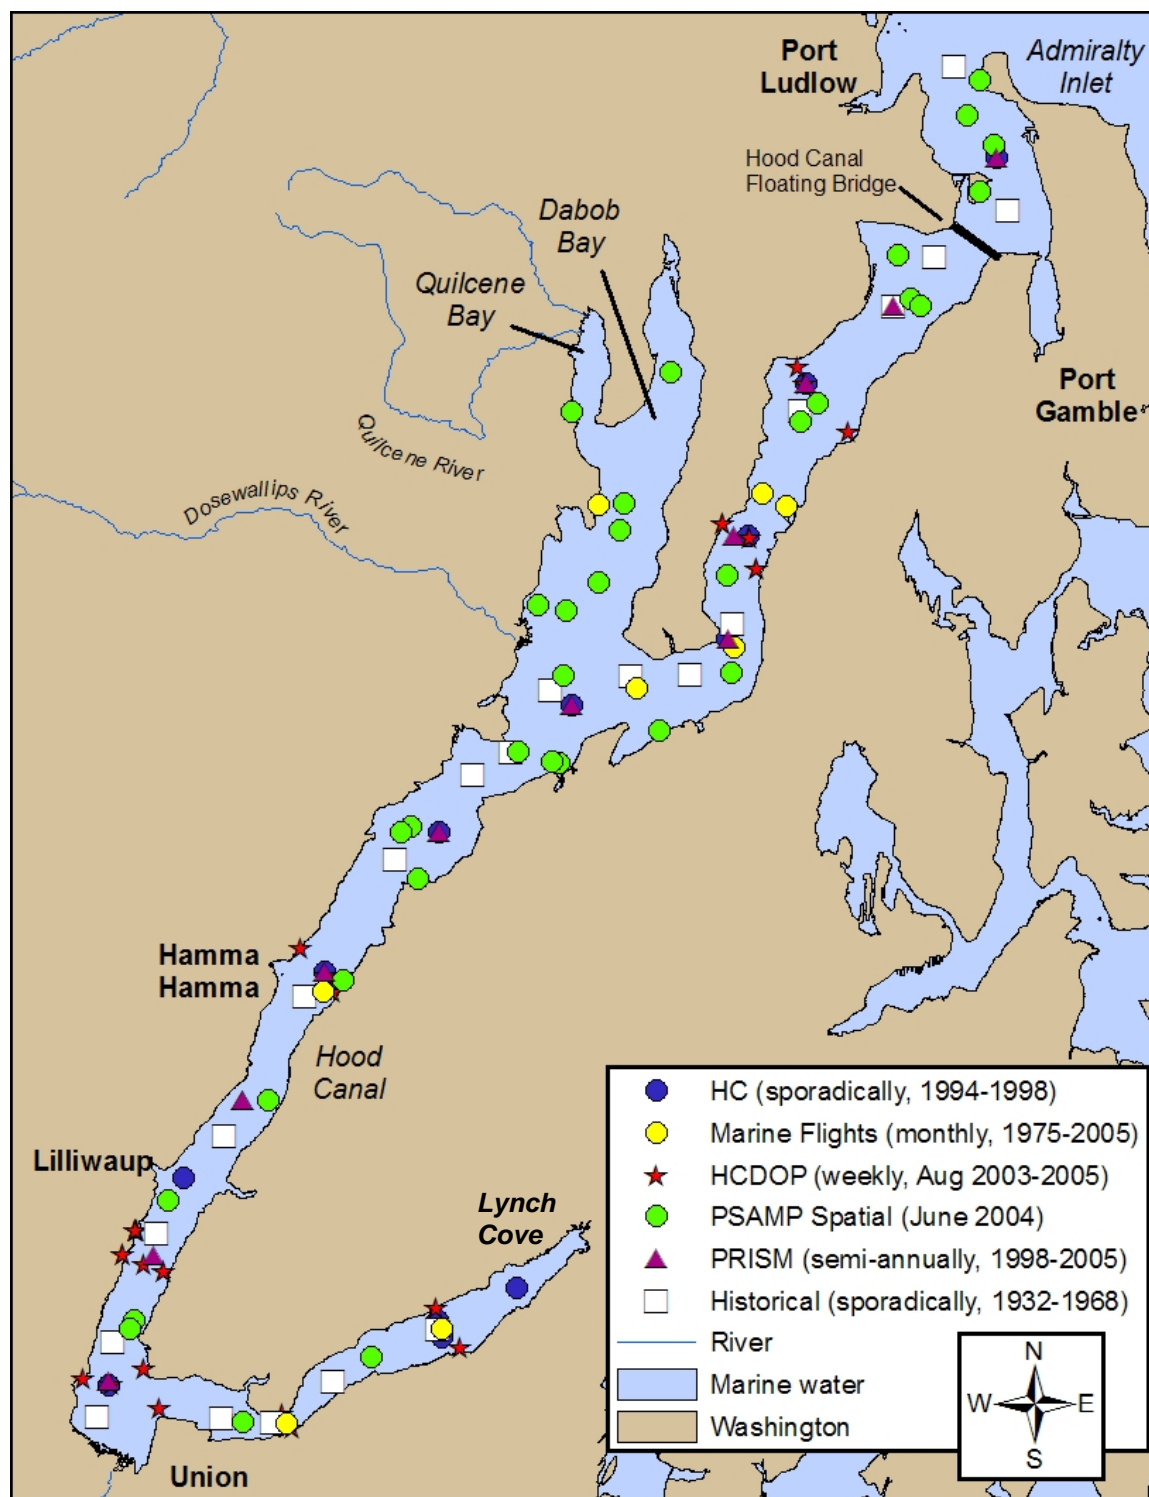 Port
Ludlow
Admiralty
Inlet
Hood Canal
Floating Bridge
Dabob
Bay
Quilcene
Bay
Port
Gamble
Quilcene River
Dosewallips River
Hamma
Hamma
Hood
Canal
Lilliwaup
Lynch
Cove
Union
HC (sporadically, 1994-1998)
Marine Flights (monthly, 1975-2005)
HCDOP (weekly, Aug 2003-2005)
PSAMP Spatial (June 2004)
PRISM (semi-annually, 1998-2005)
Historical (sporadically, 1932-1968)
River
Marine water
Washington
N
W E
S